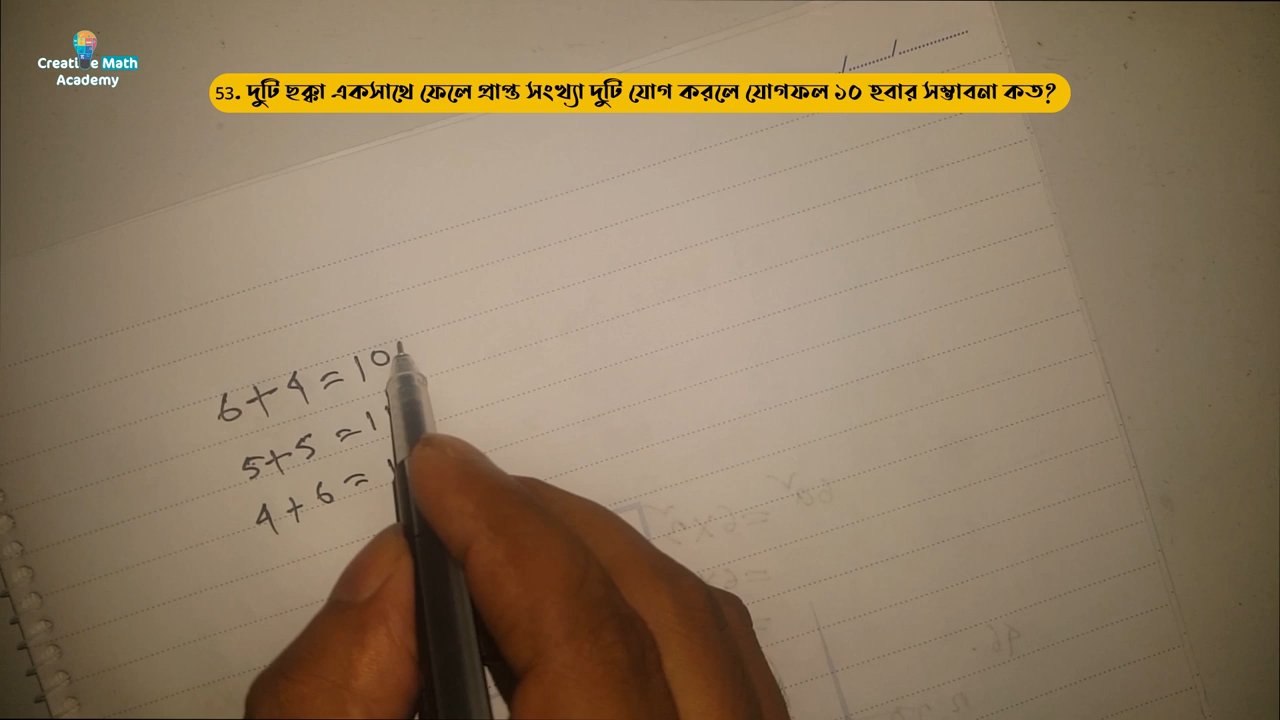 Creative Math
Academy
53. দুটি ছক্কা একসাথে ফেলে প্রাপ্ত সংখ্যা দুটি যোগ করলে যোগফল ১০ হবার সম্ভাবনা কত?
6+4=10
5+5=1
4+6=